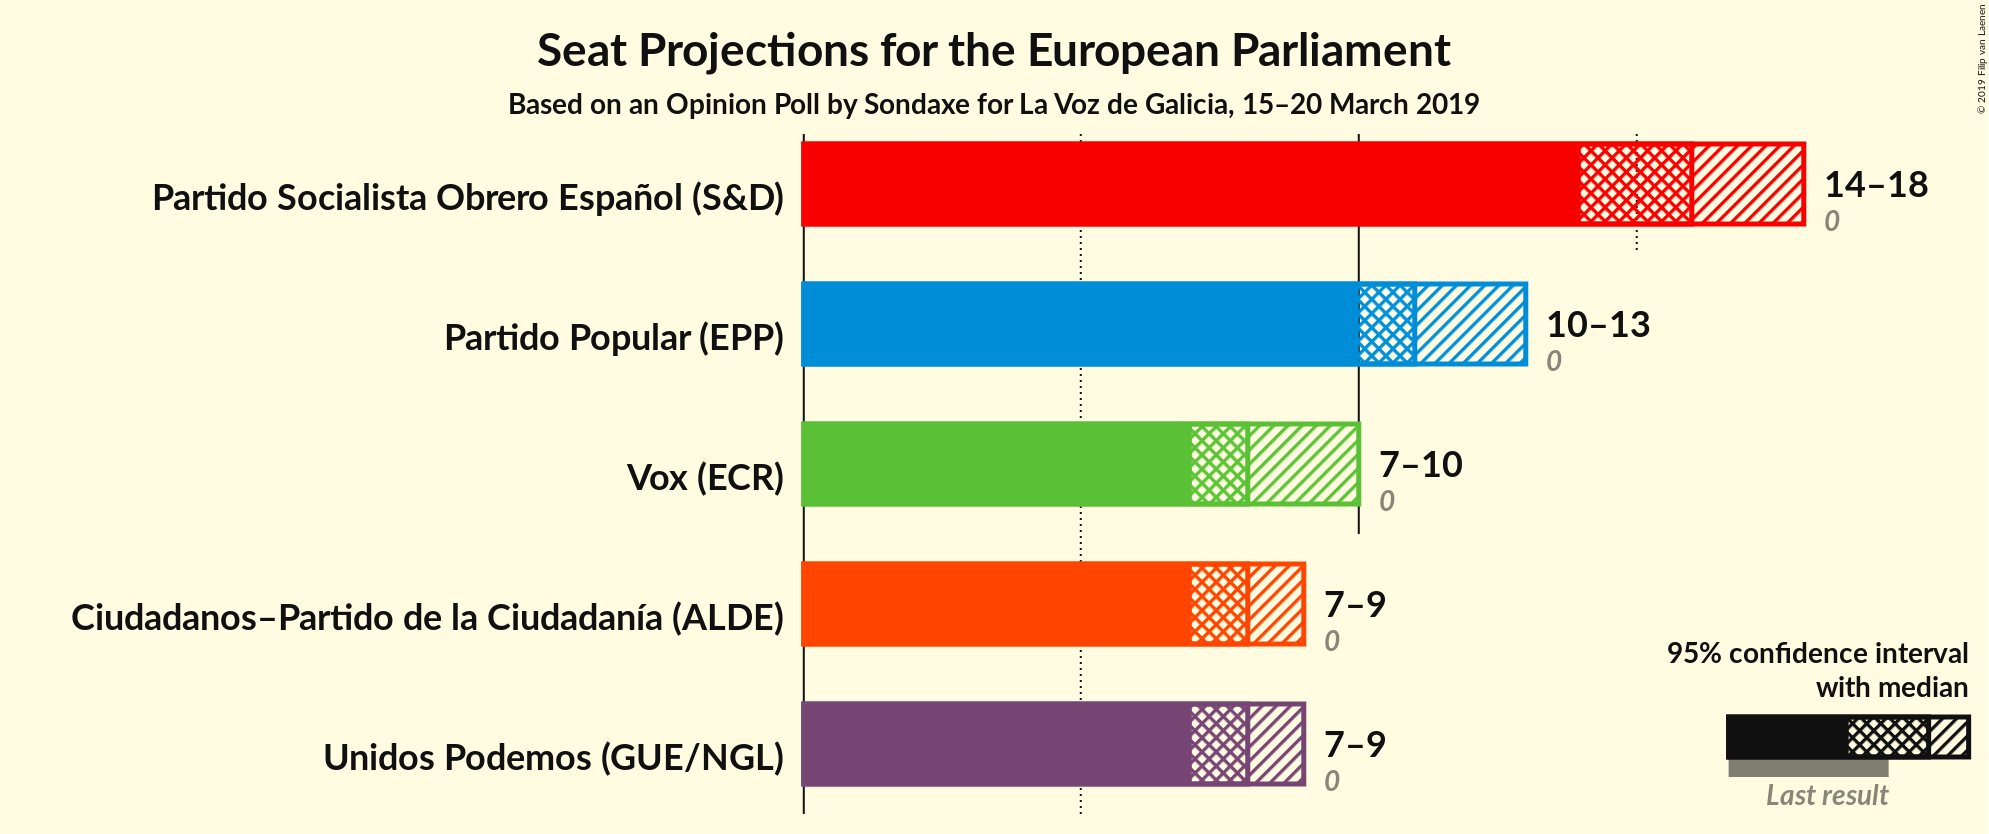 Seat Projections for the European Parliament
Based on an Opinion Poll by Sondaxe for La Voz de Galicia, 15–20 March 2019
Partido Socialista Obrero Español (S&D)
14–18
0
Partido Popular (EPP)
10–13
0
Vox (ECR)
7–10
0
Ciudadanos–Partido de la Ciudadanía (ALDE)
7–9
0
Unidos Podemos (GUE/NGL)
7–9
0
95% confidence interval
with median
Last result
© 2019 Filip van Laenen